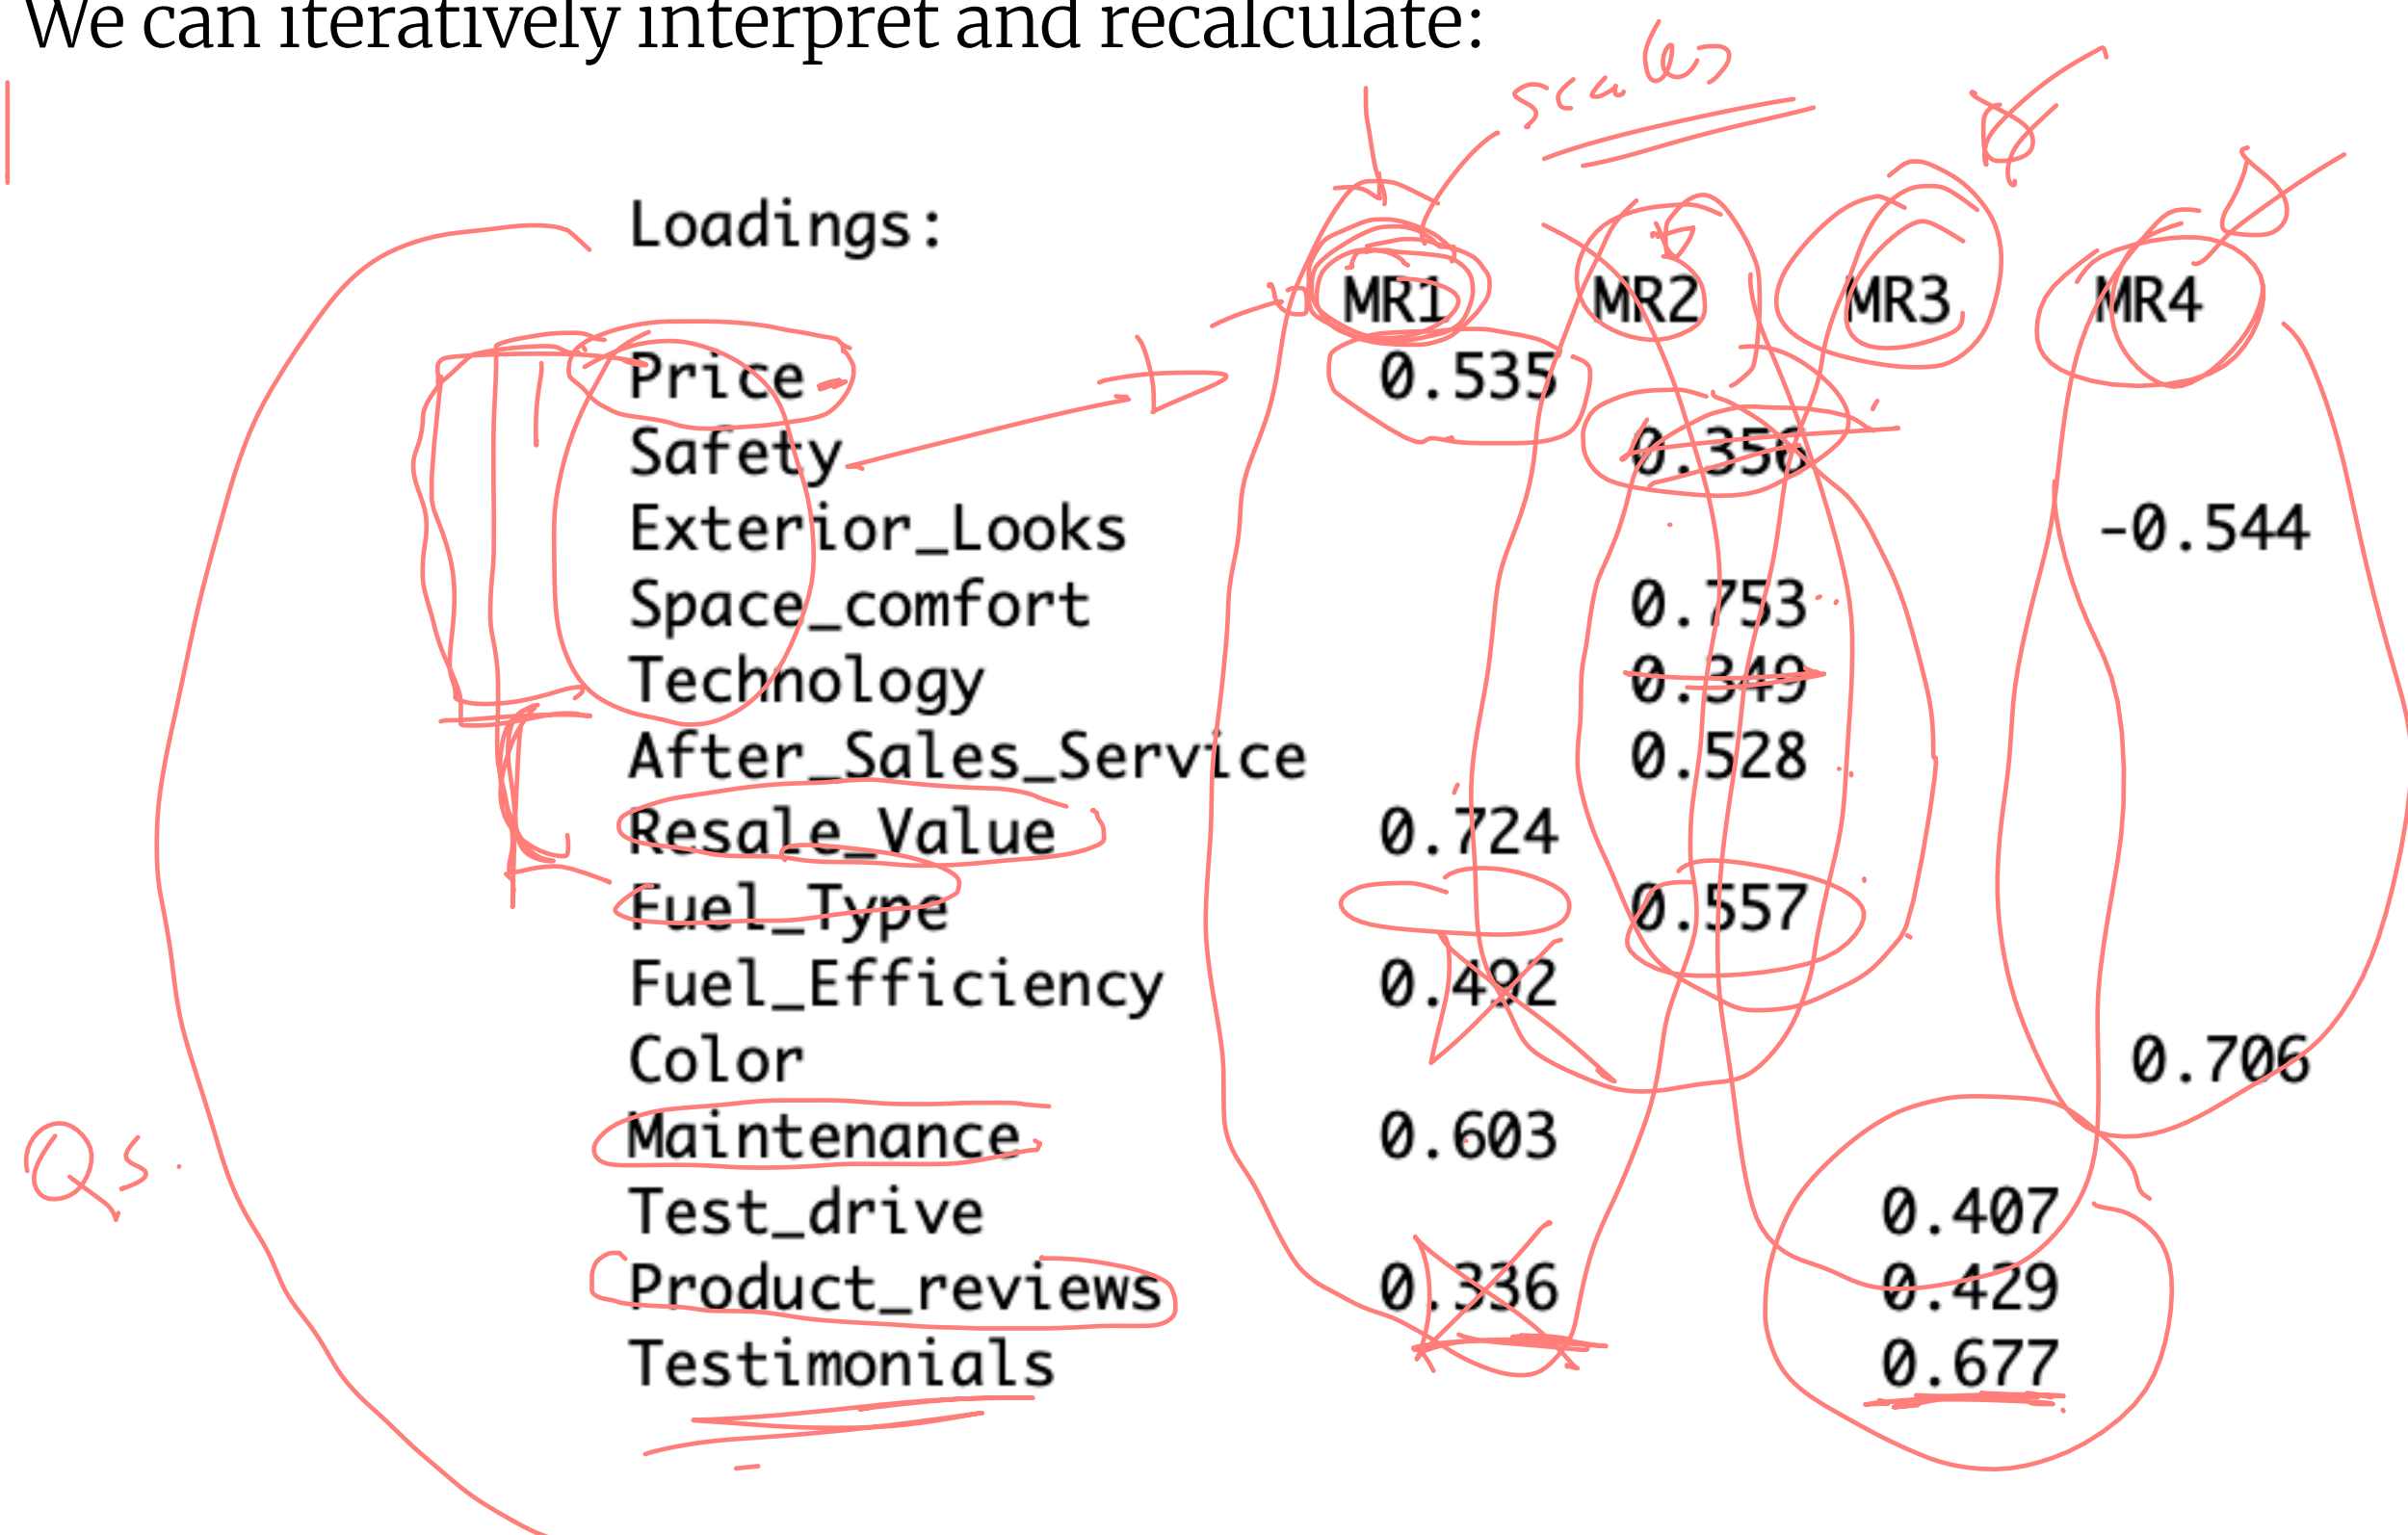 We can iteratively interpret and recalculate:
scales
Loadings:
MR1 MR2 MR3 MR4
Price 0.535
Safety 0.356
Exterior_Looks -0.544
Space_comfort 0.753
Technology 0.349
After_Sales_Service 0.528
Resale_Value 0.724
Fuel_Type 0.557
Fuel_Efficiency 0.492
Color 0.706
Maintenance 0.603
Qs.
Test_drive 0.407
Product_reviews 0.336 0.429
Testimonials 0.677